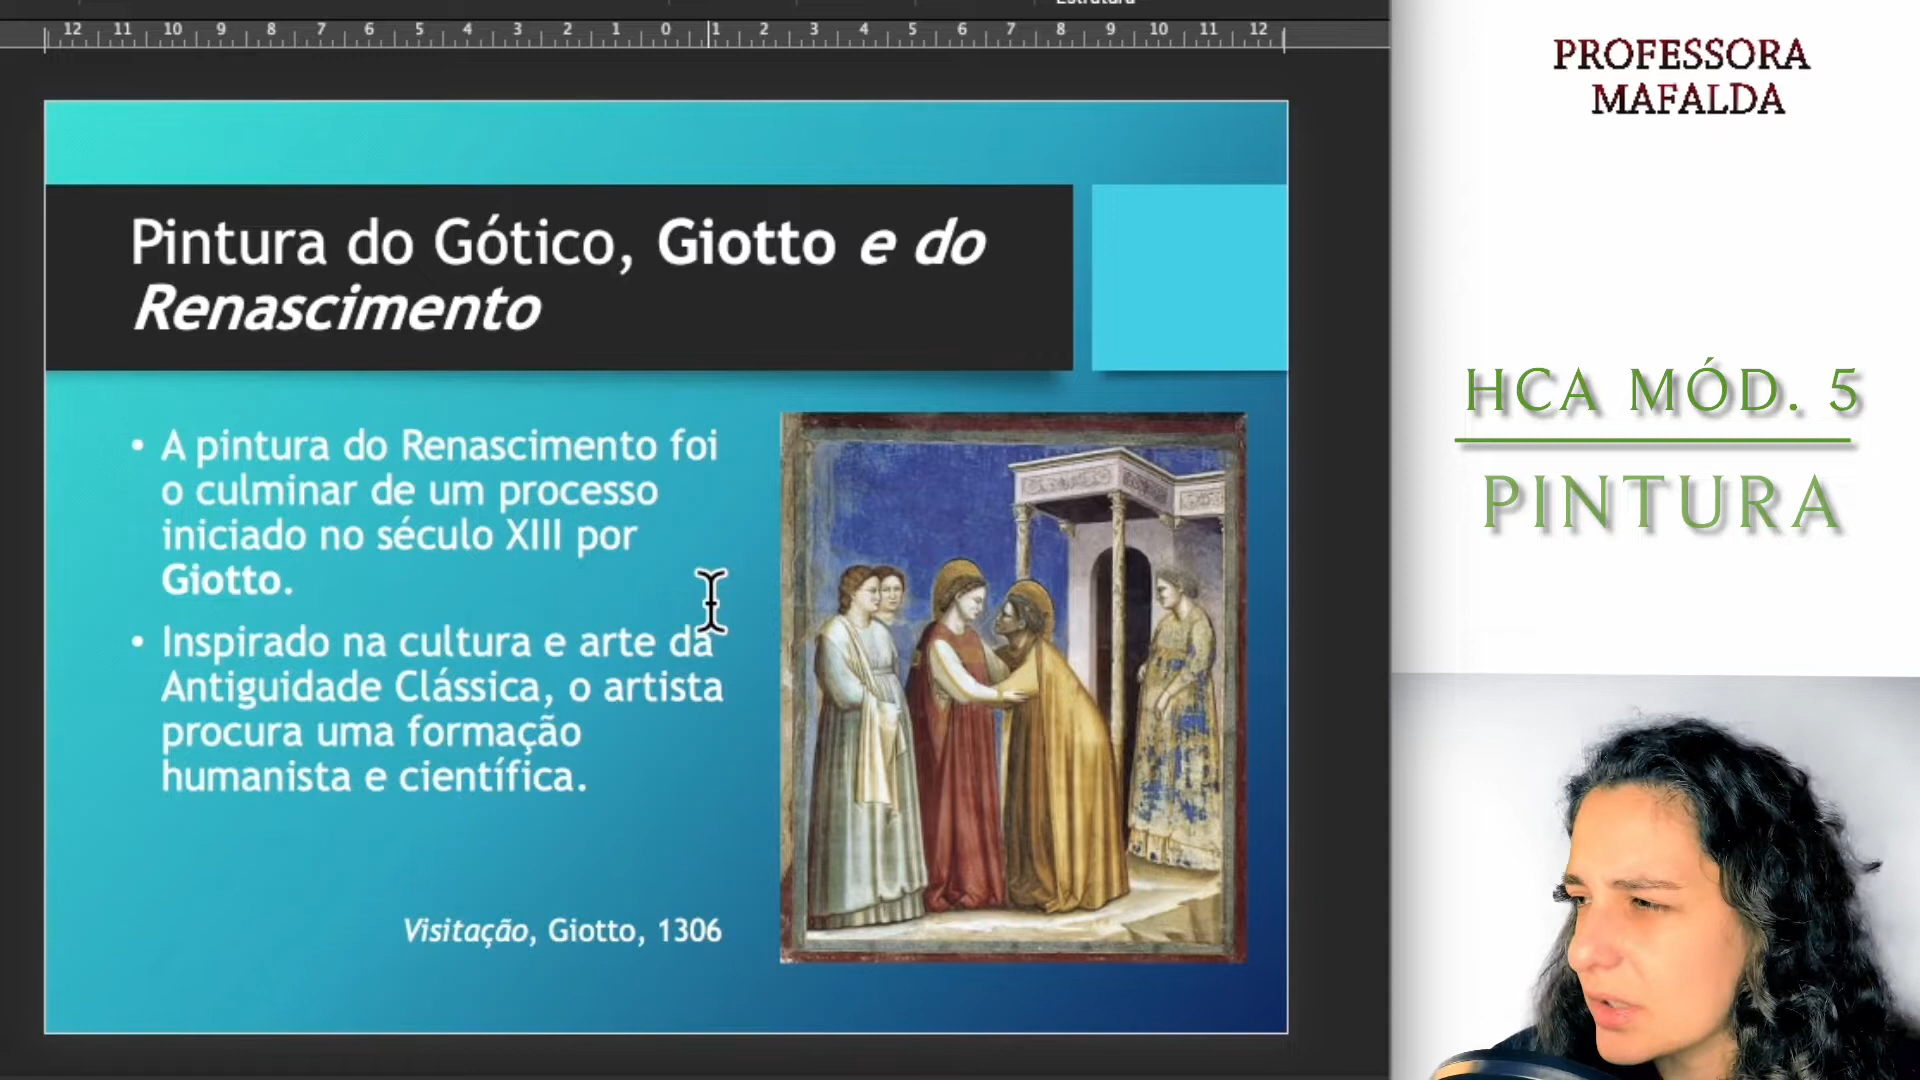 Estrutura
12 11 10 9 8 7 6 5 4 3 2 1 0 1 2 3 4 5 6 7 8 9 10 11 12
PROFESSORA
MAFALDA
Pintura do Gótico, Giotto e do
Renascimento
HCA MÓD. 5
PINTURA
• A pintura do Renascimento foi
o culminar de um processo
iniciado no século XIII por
Giotto.
• Inspirado na cultura e arte da
Antiguidade Clássica, o artista
procura uma formação
humanista e científica.
Visitação, Giotto, 1306